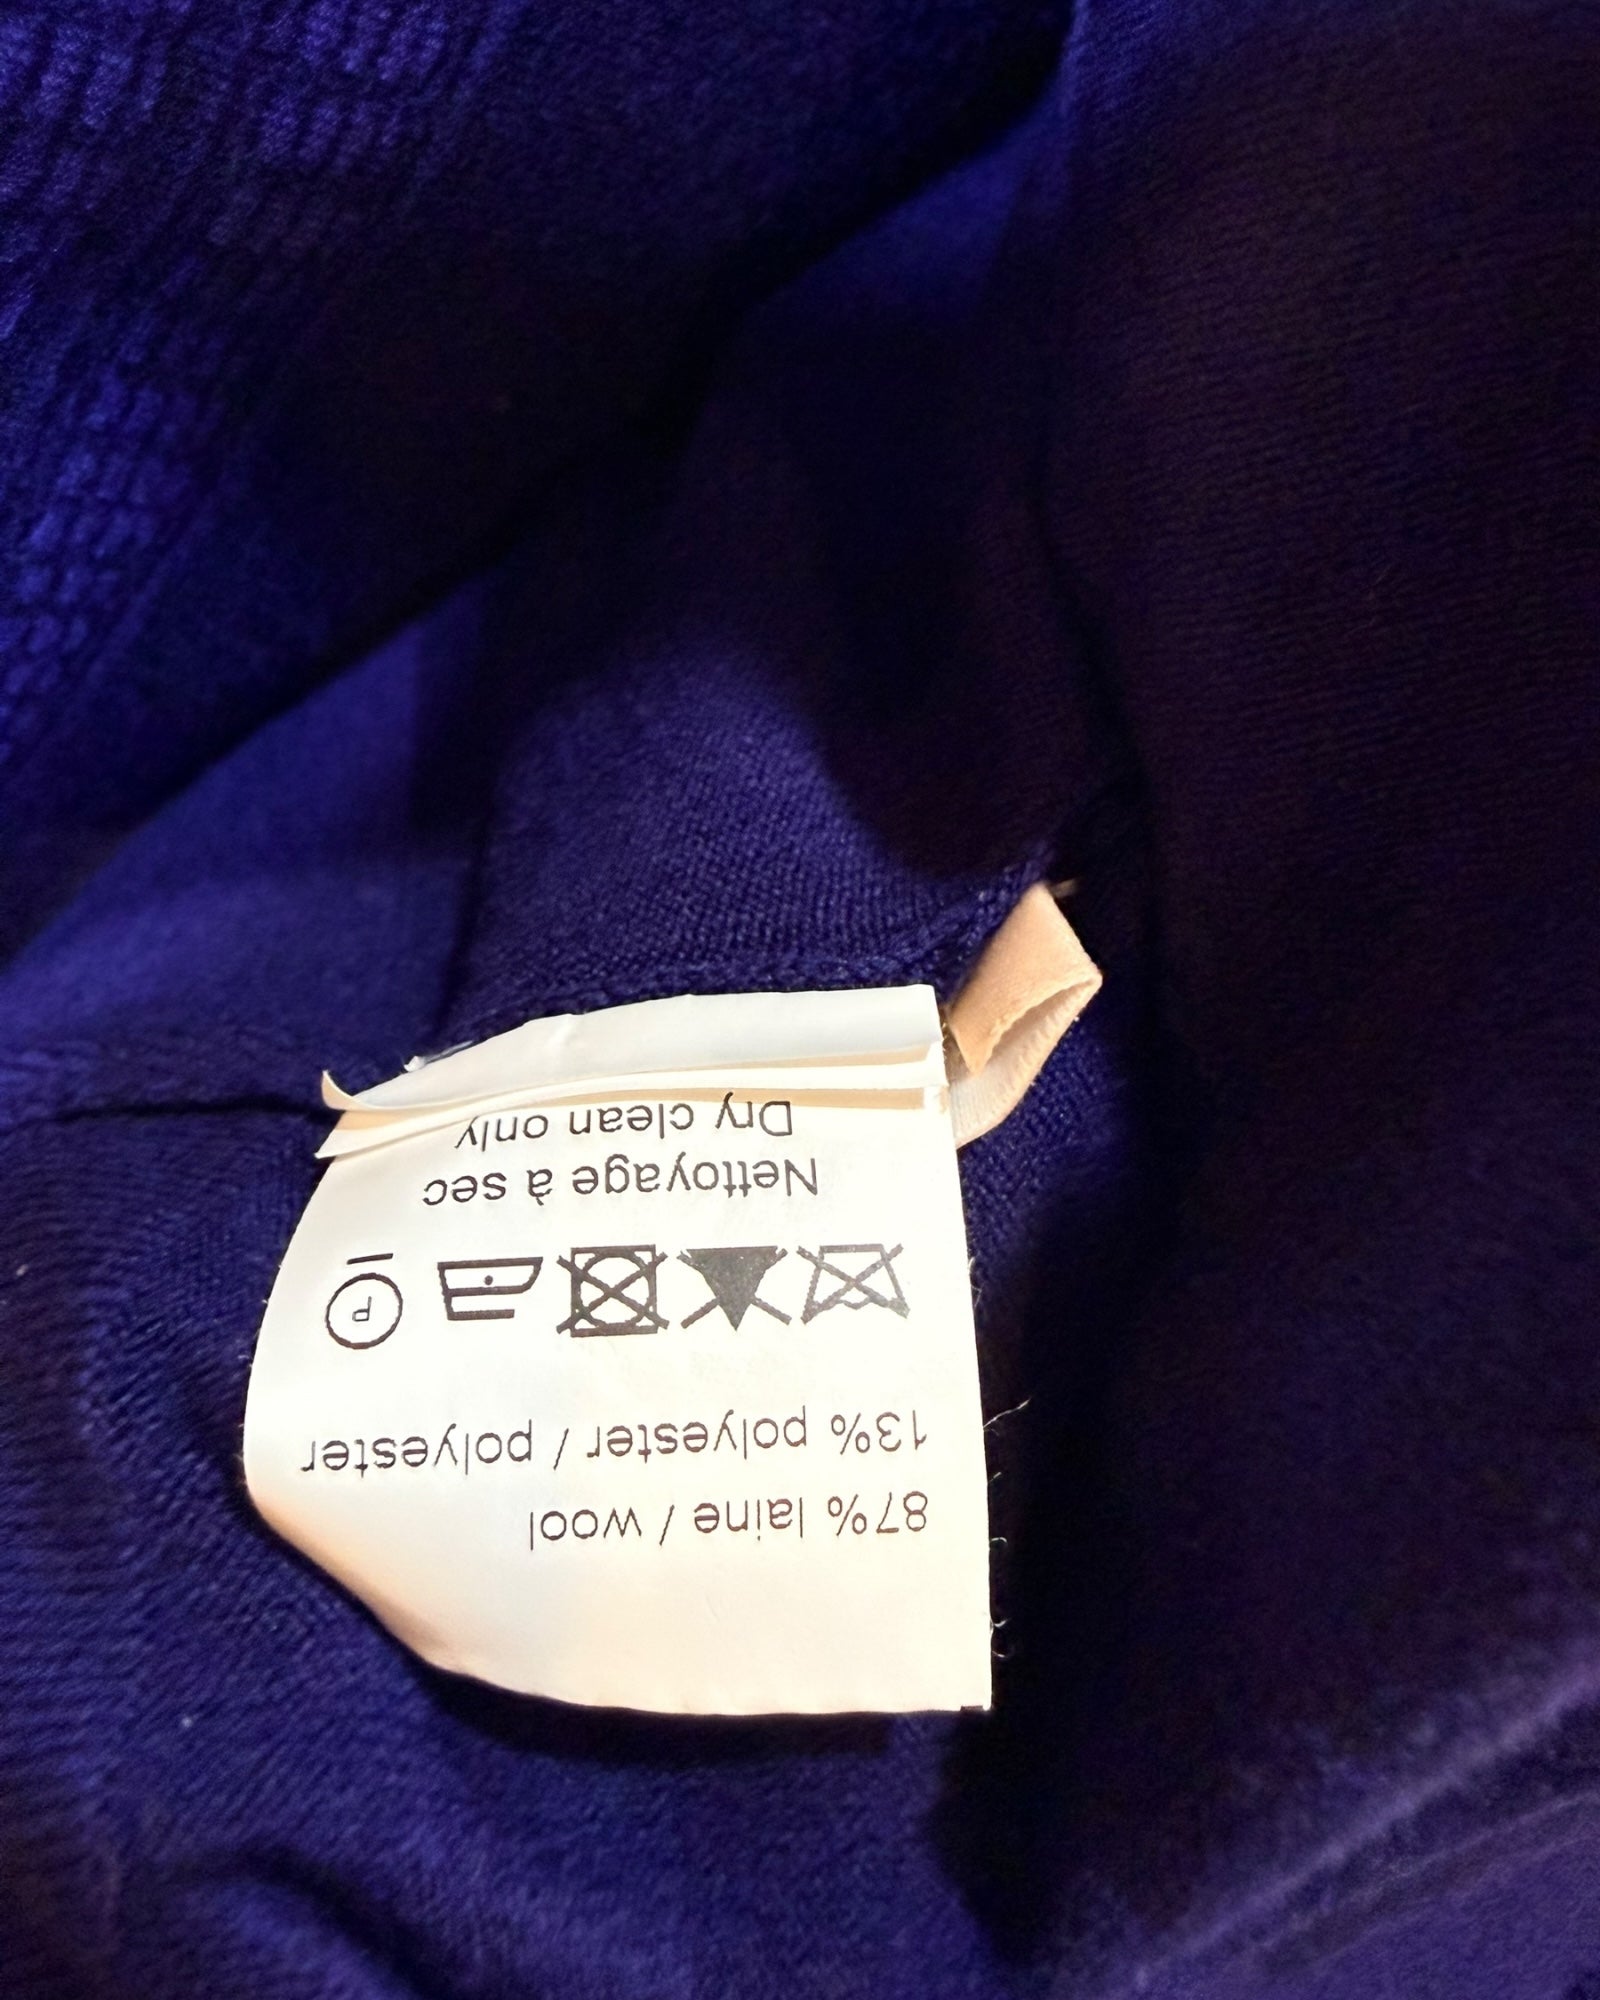 87% laine / wool
13% polyester / polyester
P
Nettoyage à sec
Dry clean only